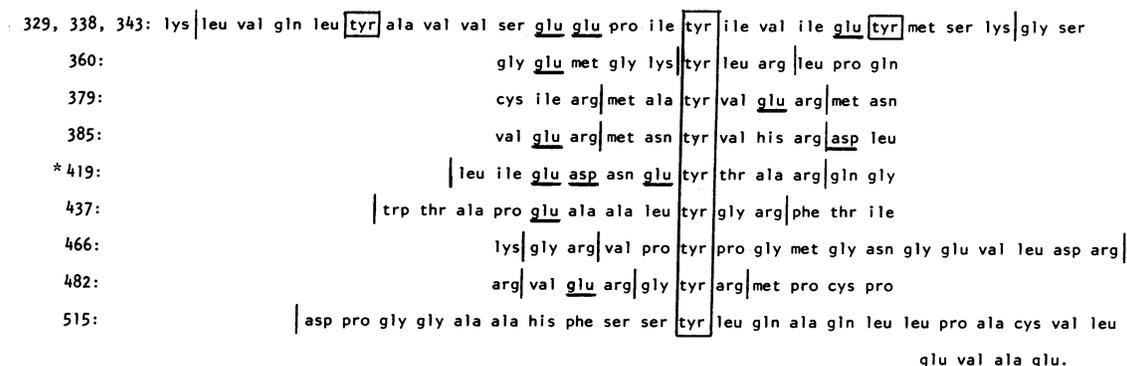 329, 338, 343: lys leu val gln leu tyr ala val val ser glu glu pro ile tyr ile val ile glu tyr met ser lys gly ser
360: gly glu met gly lys tyr leu arg leu pro gln
379: cys ile arg met ala tyr val glu arg met asn
385: val glu arg met asn tyr val his arg asp leu
*419: leu ile glu asp asn glu tyr thr ala arg gln gly
437: trp thr ala pro glu ala ala leu tyr gly arg phe thr ile
466: lys gly arg val pro tyr pro gly met gly asn gly glu val leu asp arg
482: arg val glu arg gly tyr arg met pro cys pro
515: asp pro gly gly ala ala his phe ser ser tyr leu gln ala gln leu leu pro ala cys val leu
glu val ala glu.